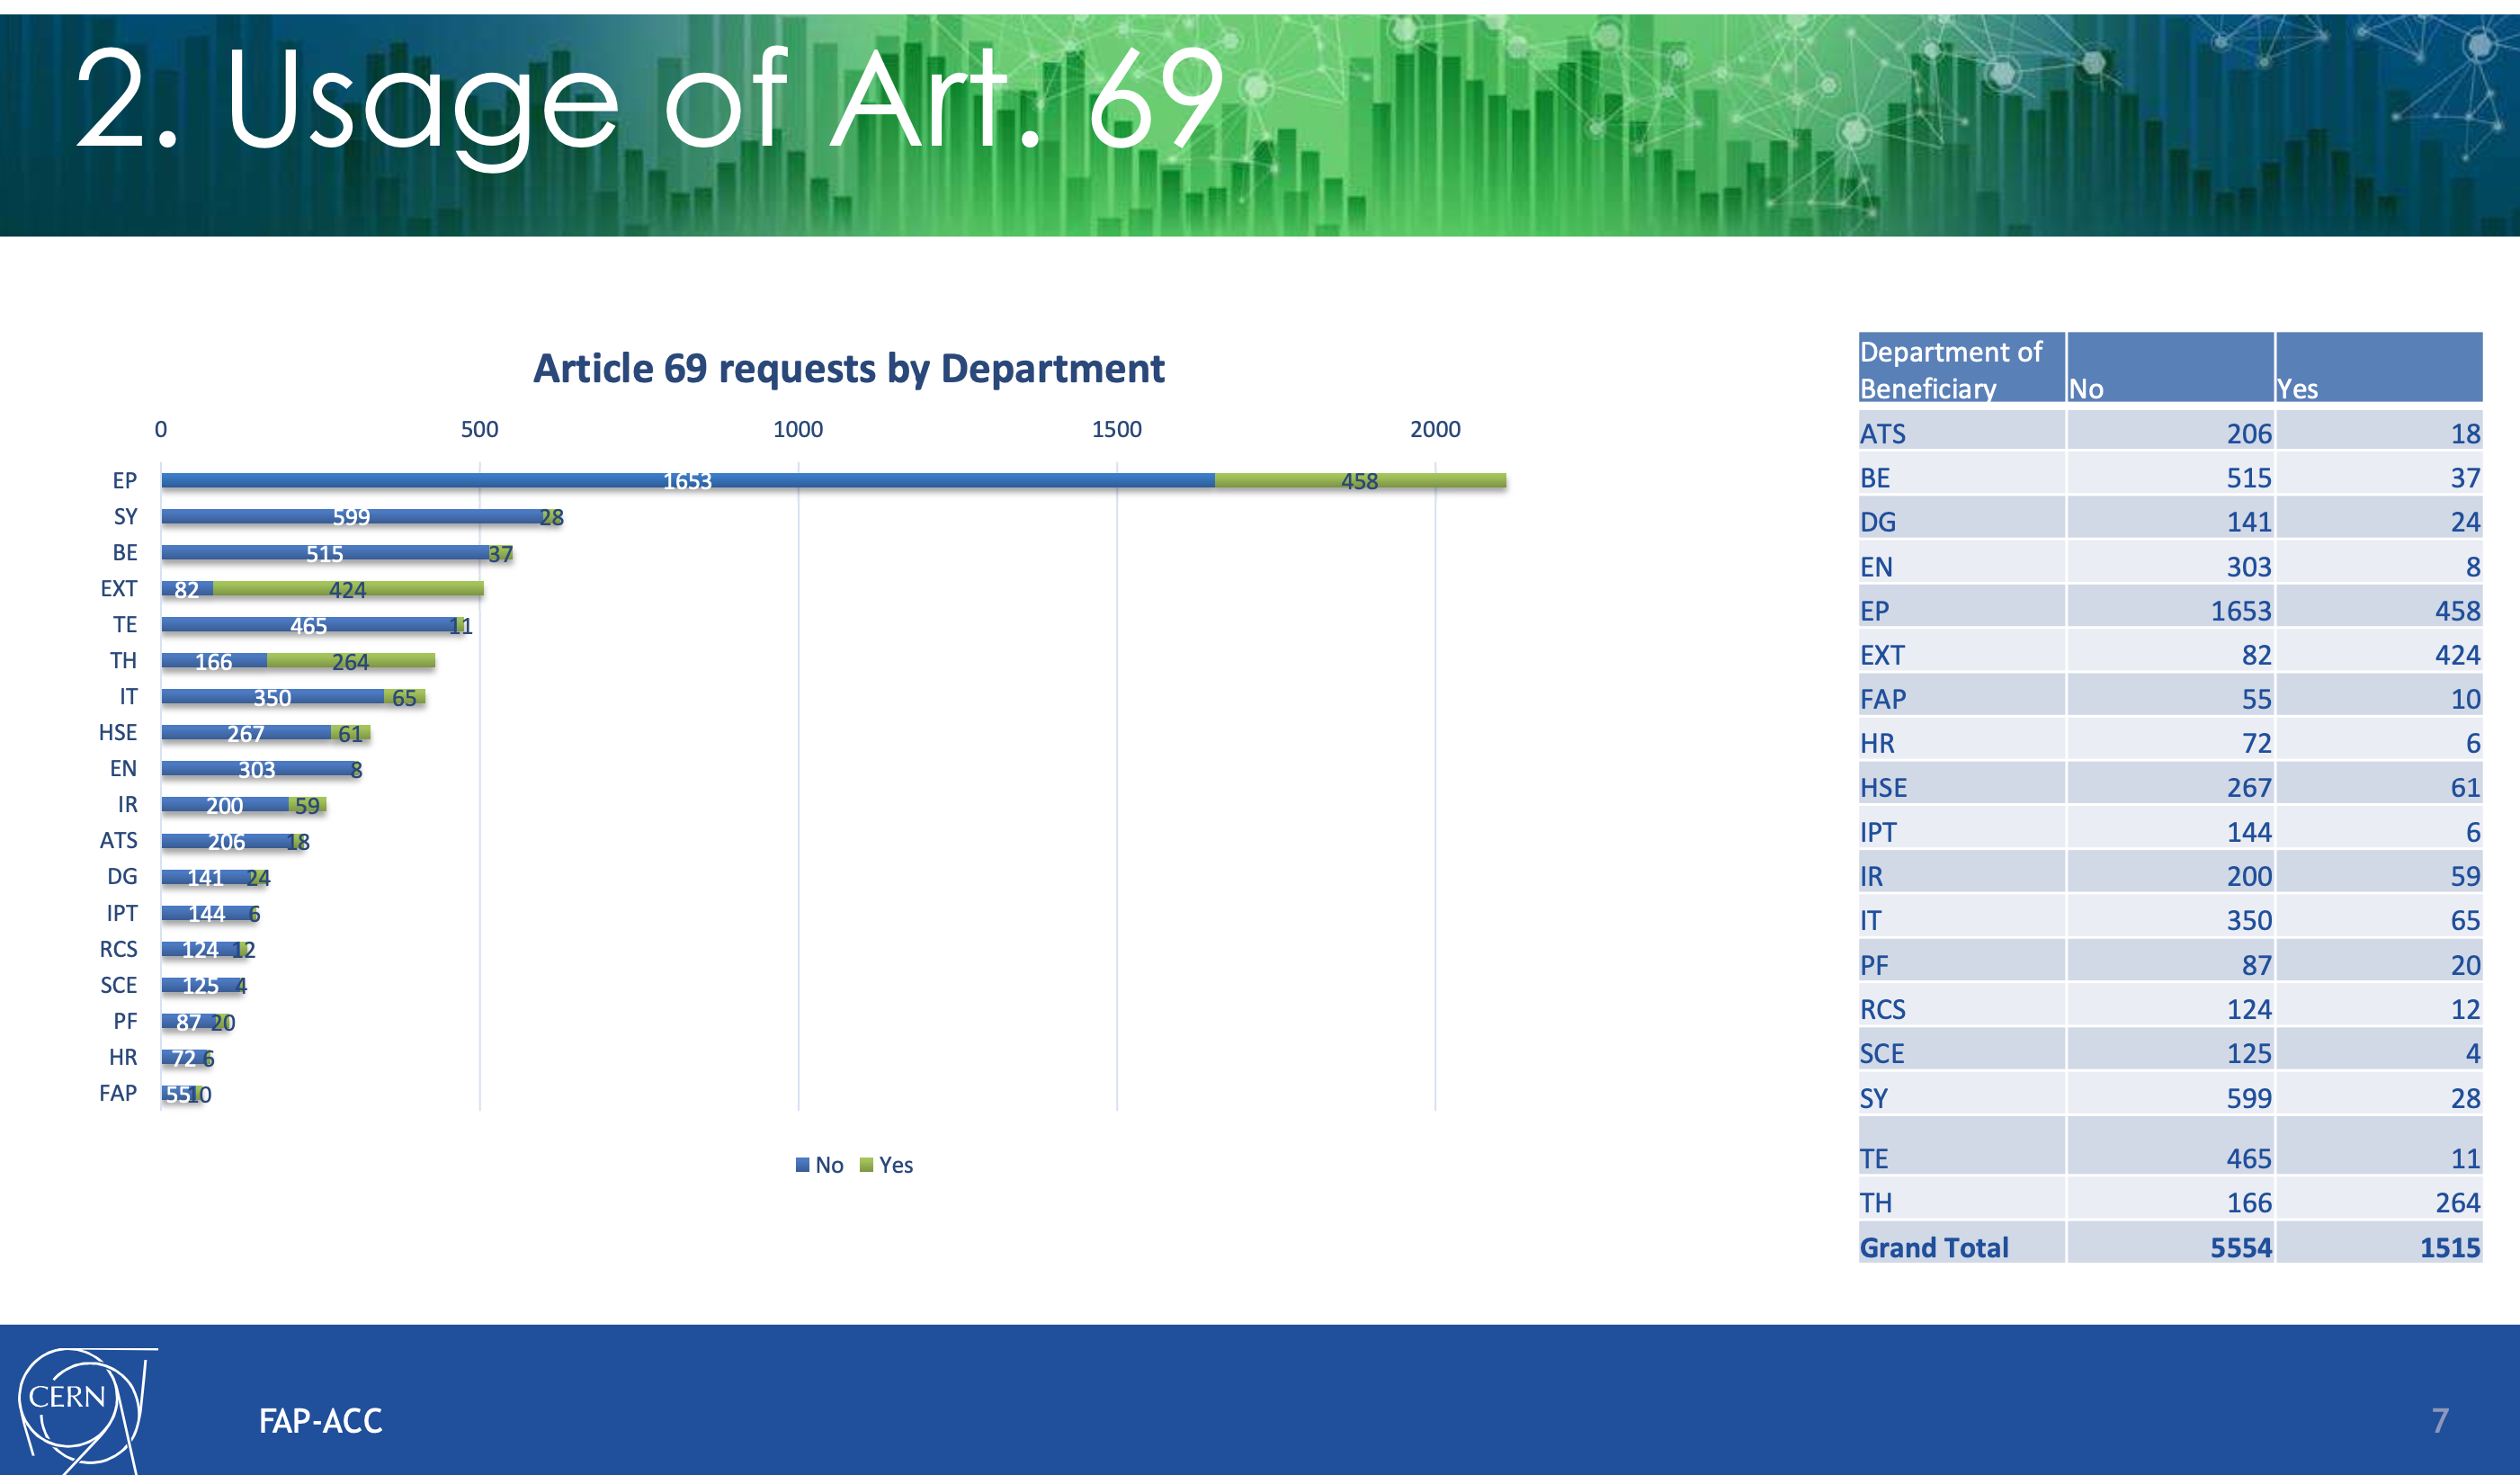 2. Usage of Art. 69
Article 69 requests by Department
0 500 1000 1500 2000
EP 1653 458
SY 599 28
BE 515 37
EXT 82 424
TE 465 11
TH 166 264
IT 350 65
HSE 267 61
EN 303 8
IR 200 59
ATS 206 18
DG 141 24
IPT 144 6
RCS 124 12
SCE 125 4
PF 87 20
HR 72 6
FAP 55 10
No Yes
Department of
Beneficiary No Yes
ATS 206 18
BE 515 37
DG 141 24
EN 303 8
EP 1653 458
EXT 82 424
FAP 55 10
HR 72 6
HSE 267 61
IPT 144 6
IR 200 59
IT 350 65
PF 87 20
RCS 124 12
SCE 125 4
SY 599 28
TE 465 11
TH 166 264
Grand Total 5554 1515
CERN
FAP-ACC
7